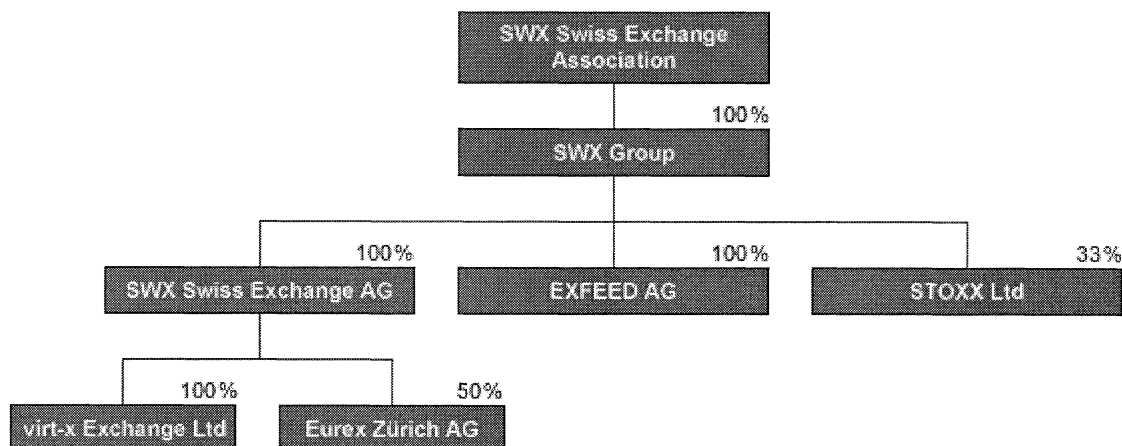 SWX Swiss Exchange
Association
100%
SWX Group
100%
SWX Swiss Exchange AG
100%
EXFEED AG
33%
STOXX Ltd
100%
virt-x Exchange Ltd
50%
Eurex Zürich AG